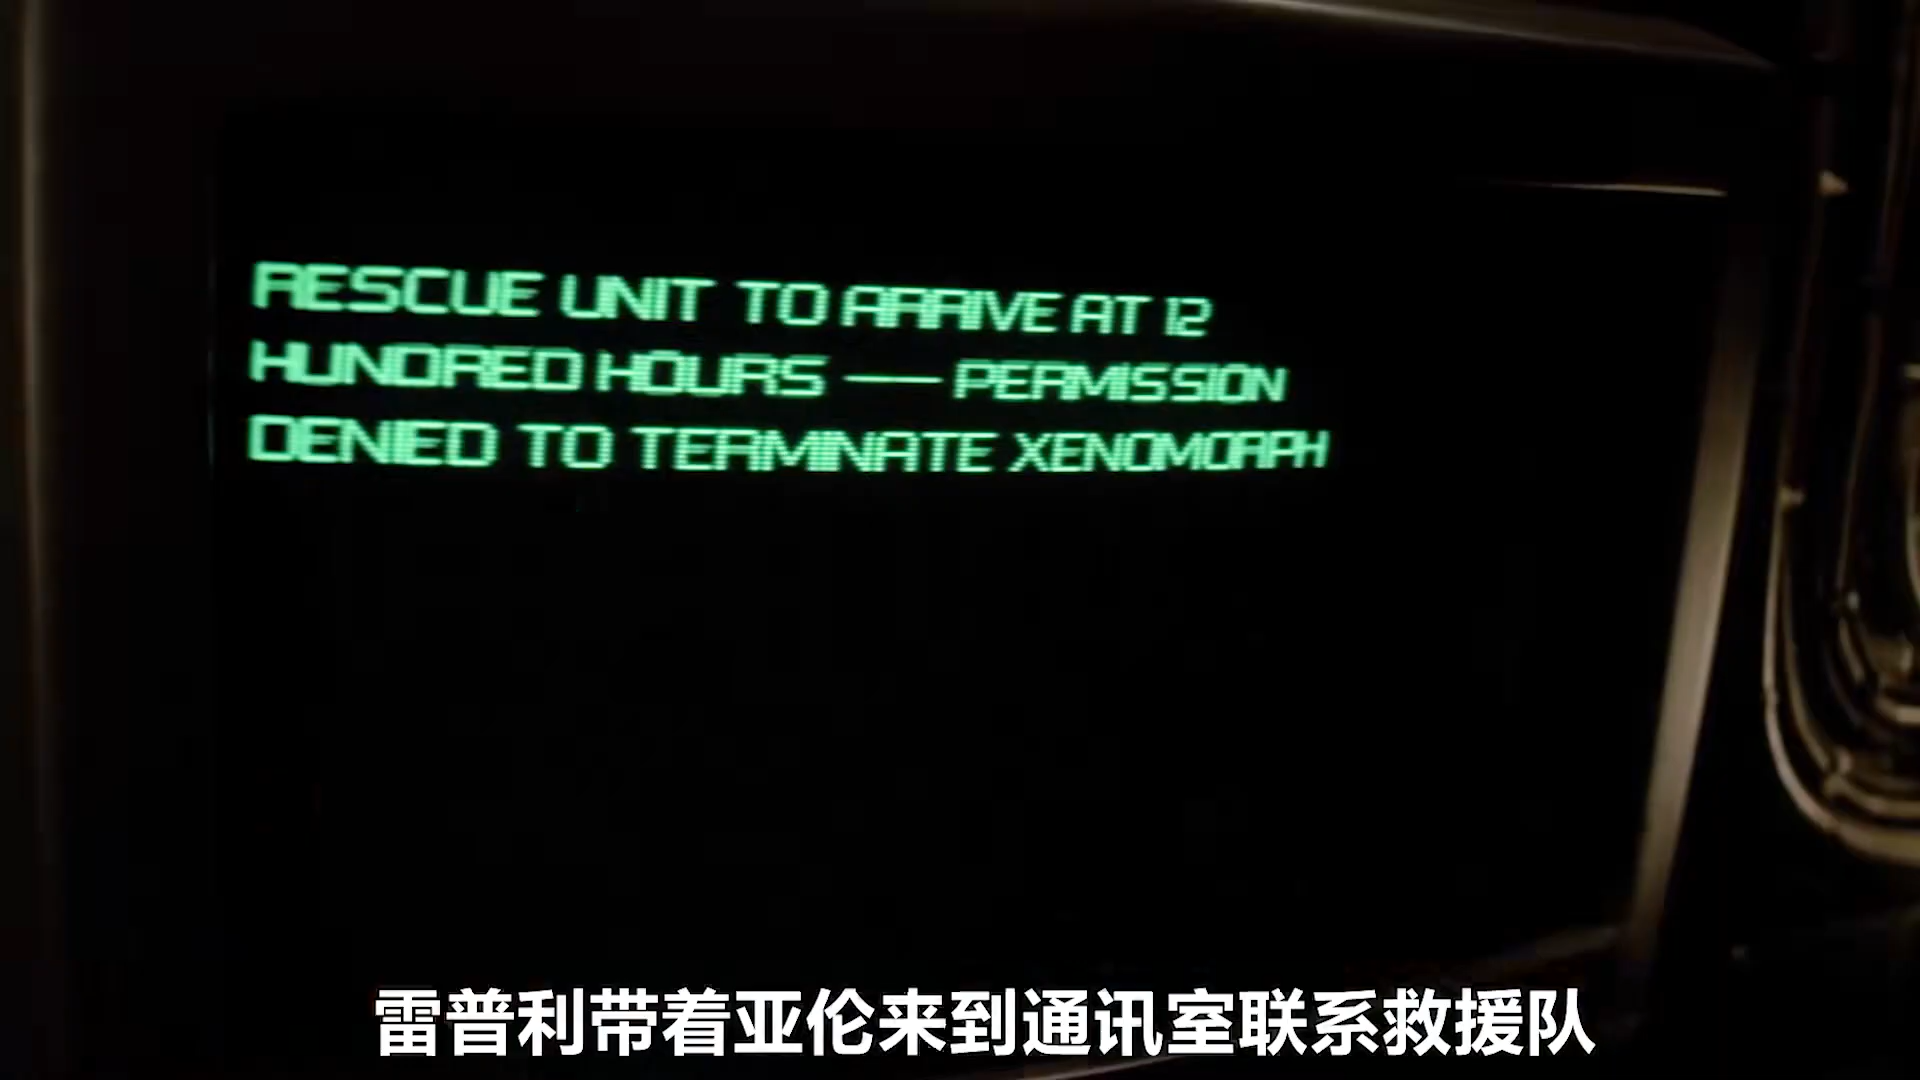 RESCUE UNIT TO ARRIVE AT 12
HUNDRED HOURS — PERMISSION
DENIED TO TERMINATE XENOMORPH
雷普利带着亚伦来到通讯室联系救援队